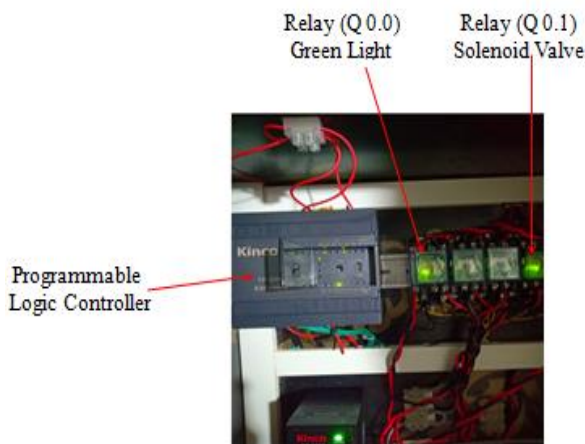 Relay (Q 0.0)
Green Light
Relay (Q 0.1)
Solenoid Valve
Programmable
Logic Controller
Kinco
Kinco